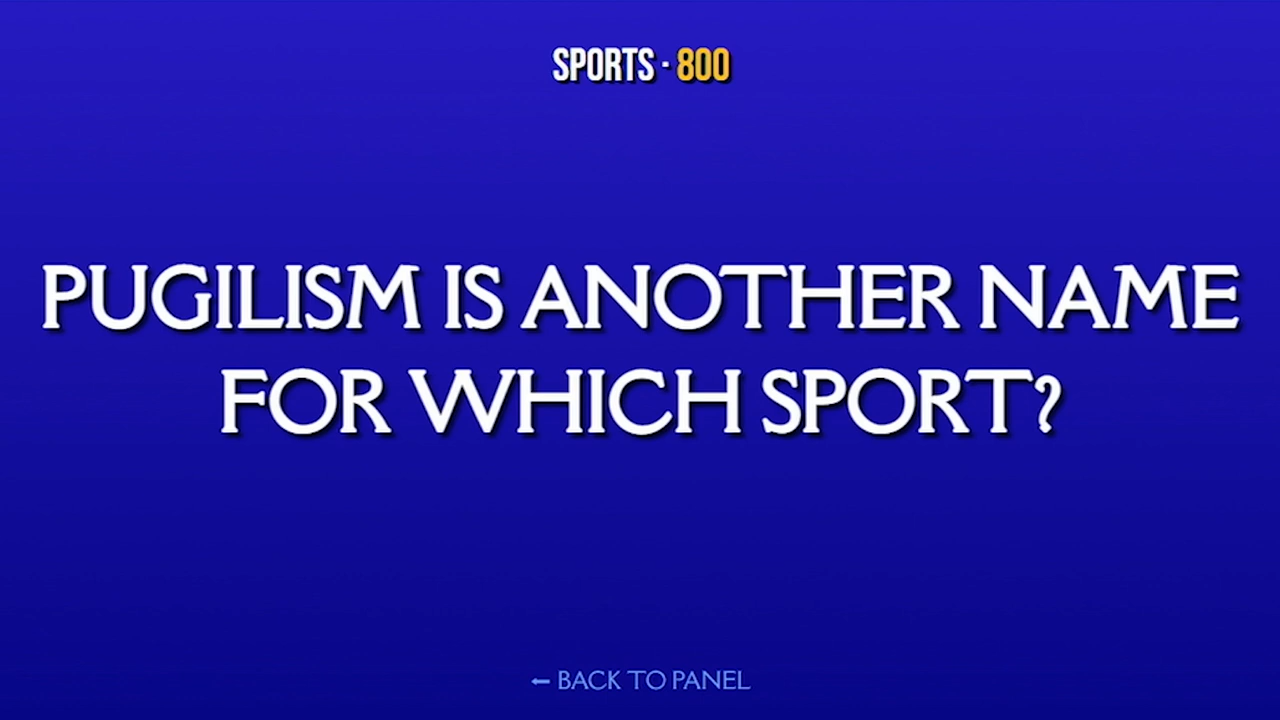 SPORTS · 800
PUGILISM IS ANOTHER NAME
FOR WHICH SPORT?
← BACK TO PANEL